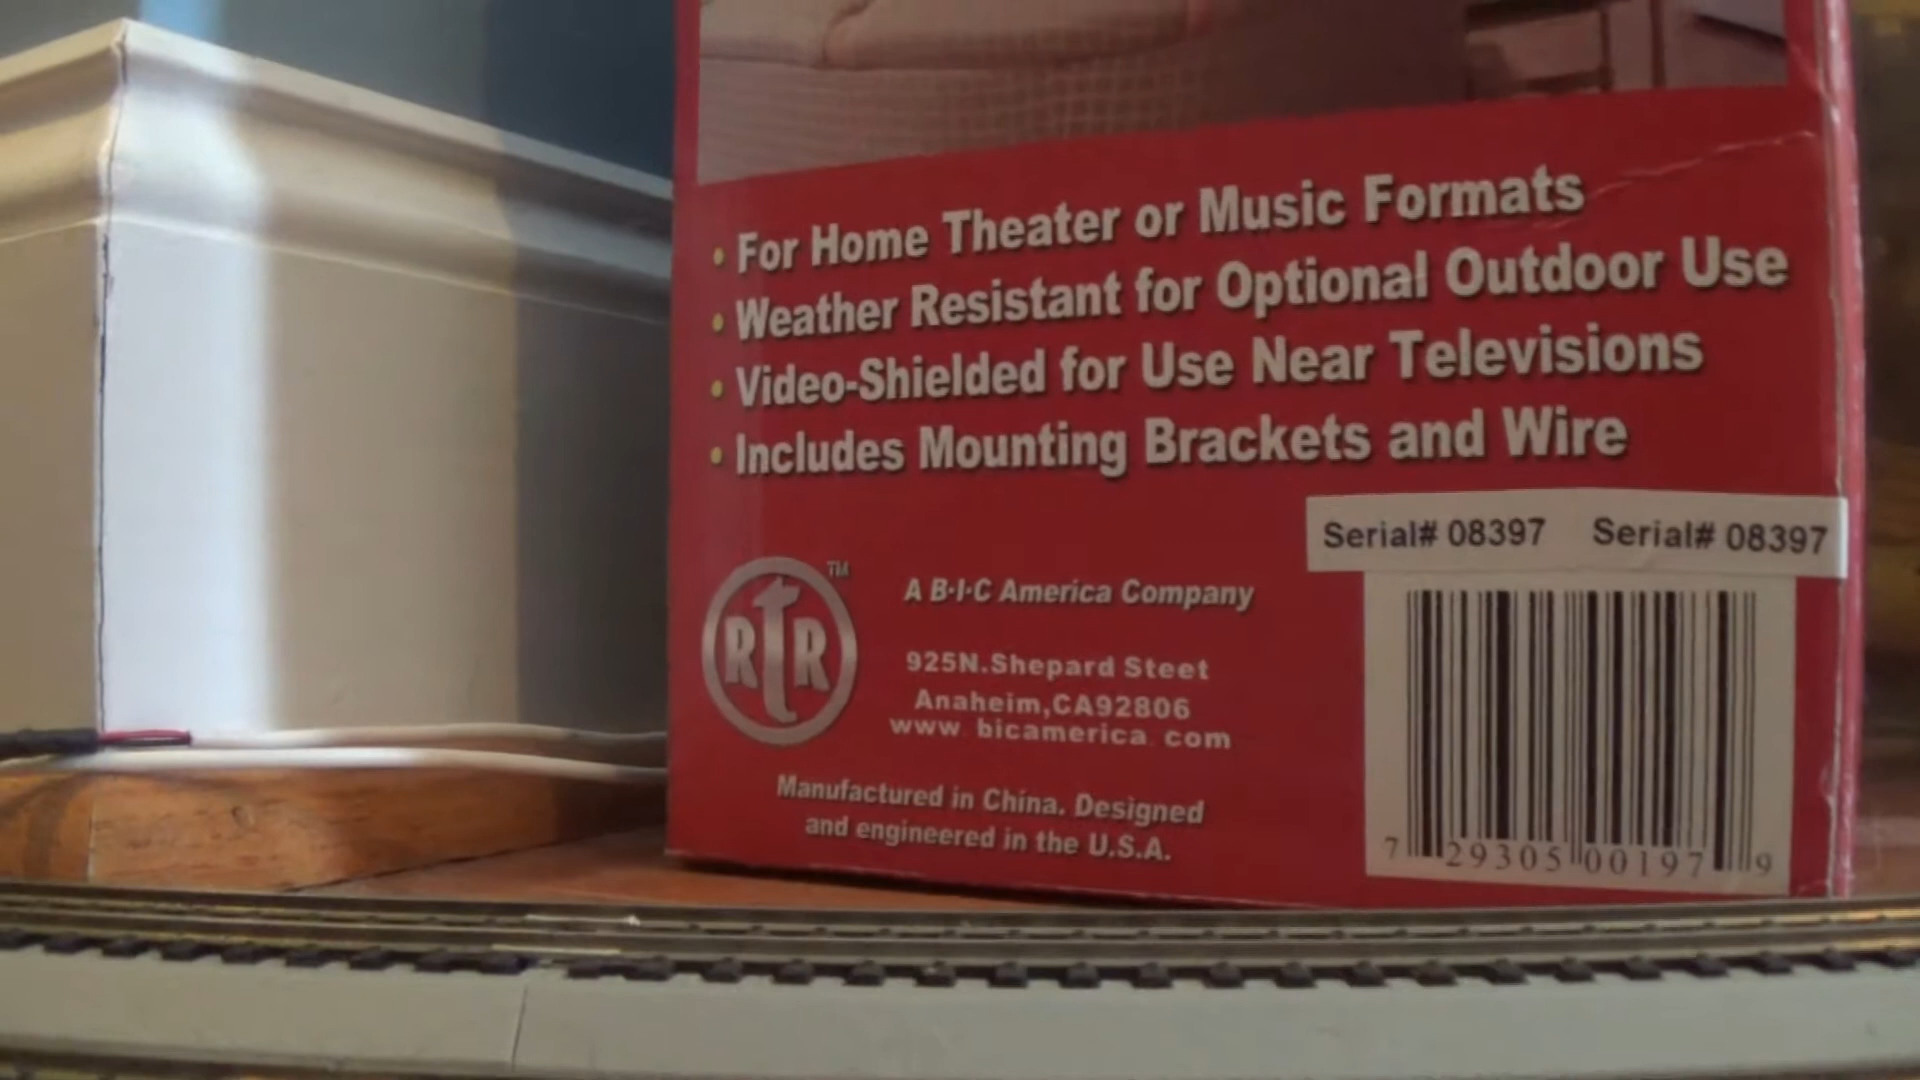 • For Home Theater or Music Formats
• Weather Resistant for Optional Outdoor Use
• Video-Shielded for Use Near Televisions
• Includes Mounting Brackets and Wire
Serial# 08397 Serial# 08397
RtR TM
A B·I·C America Company
925N.Shepard Steet
Anaheim,CA92806
www bicamerica com
Manufactured in China. Designed
and engineered in the U.S.A.
7 29305 00197 9